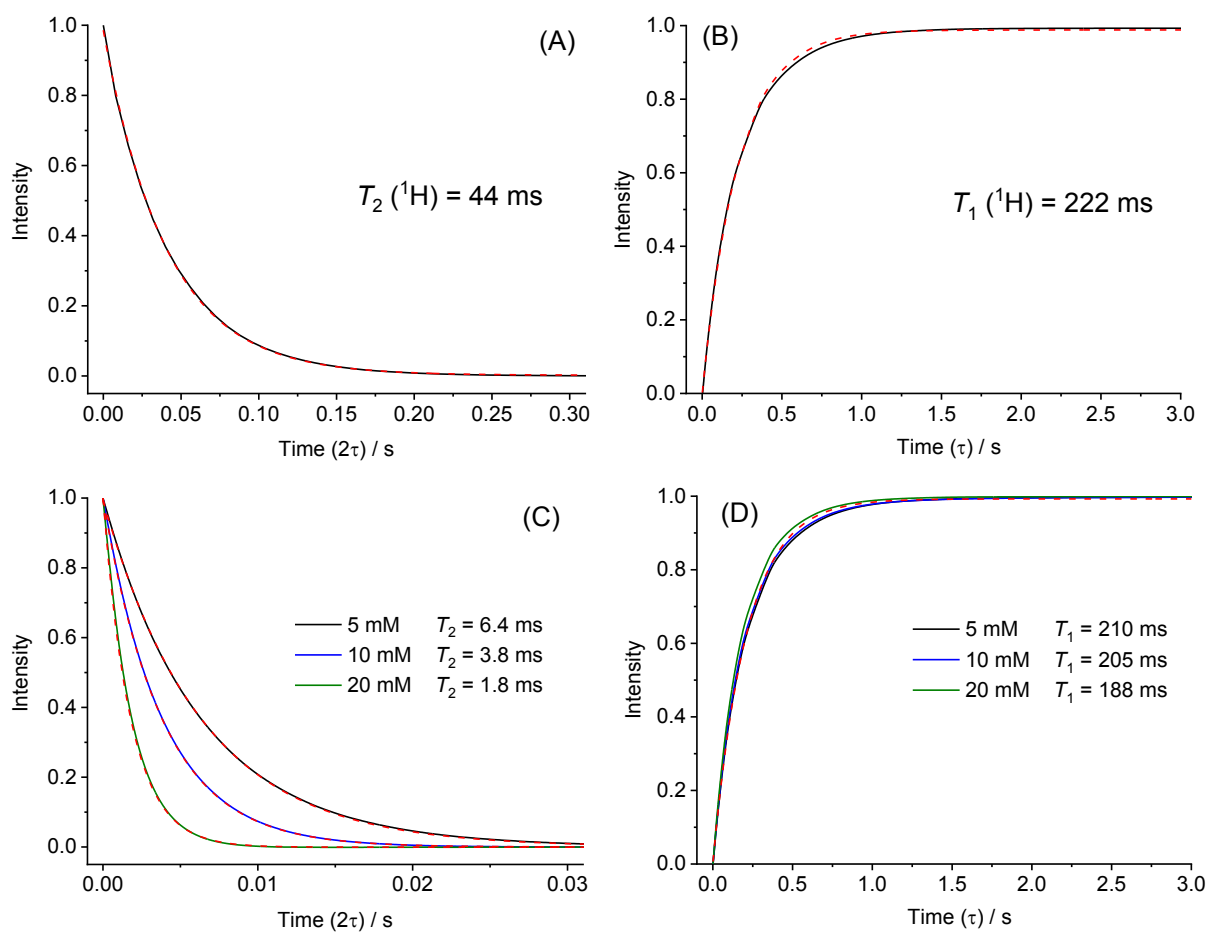 (A)
1.0
0.8
0.6
0.4
0.2
0.0
Intensity
T2 (1H) = 44 ms
0.00 0.05 0.10 0.15 0.20 0.25 0.30
Time (2τ) / s
(B)
1.0
0.8
0.6
0.4
0.2
0.0
Intensity
T1 (1H) = 222 ms
0.0 0.5 1.0 1.5 2.0 2.5 3.0
Time (τ) / s
(C)
1.0
0.8
0.6
0.4
0.2
0.0
Intensity
5 mM T2 = 6.4 ms
10 mM T2 = 3.8 ms
20 mM T2 = 1.8 ms
0.00 0.01 0.02 0.03
Time (2τ) / s
(D)
1.0
0.8
0.6
0.4
0.2
0.0
Intensity
5 mM T1 = 210 ms
10 mM T1 = 205 ms
20 mM T1 = 188 ms
0.0 0.5 1.0 1.5 2.0 2.5 3.0
Time (τ) / s